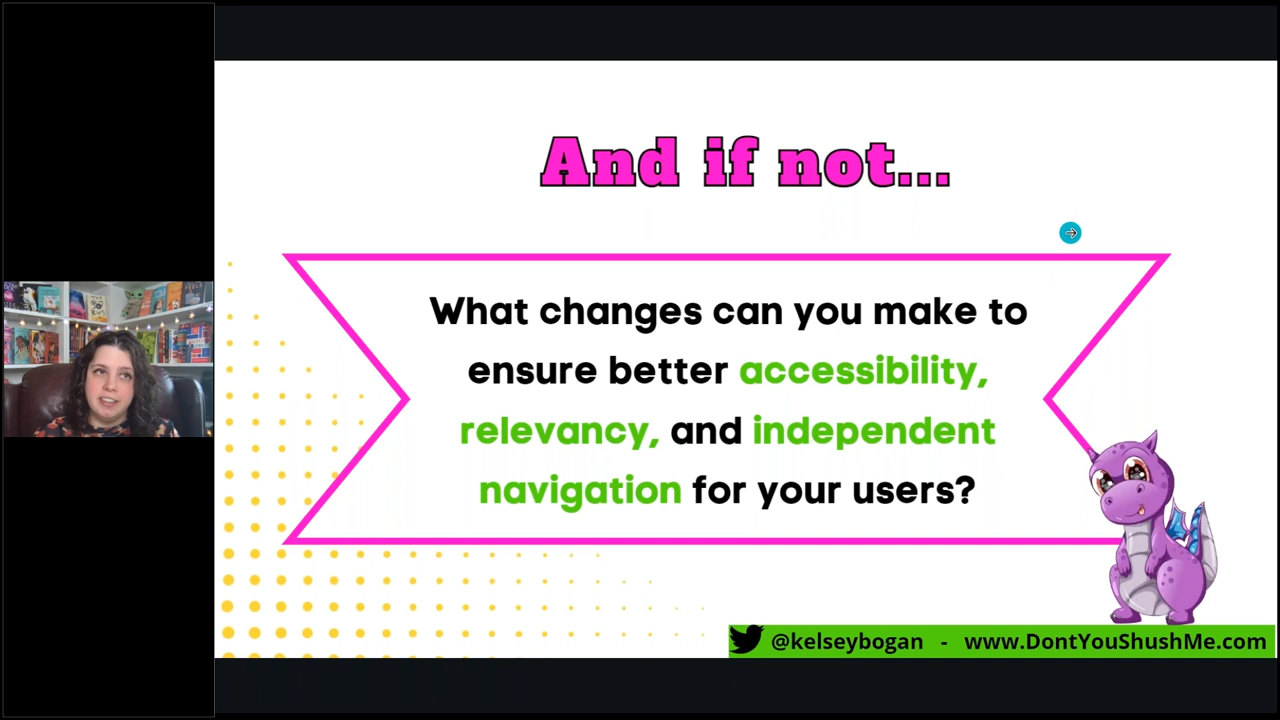 And if not...
What changes can you make to
ensure better accessibility,
relevancy, and independent
navigation for your users?
@kelseybogan - www.DontYouShushMe.com